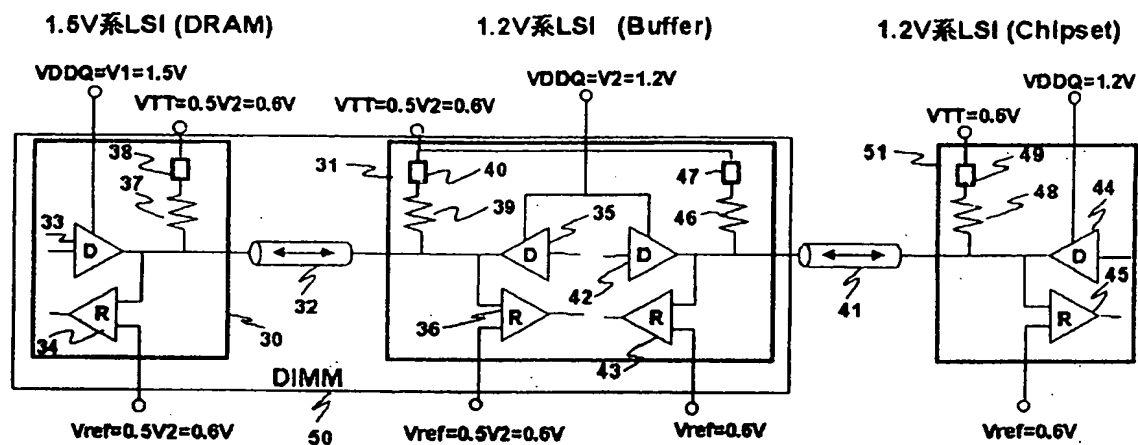 1.5V系LSI (DRAM)
1.2V系LSI (Buffer)
1.2V系LSI (Chipset)
VDDQ=V1=1.5V
VTT=0.5V2=0.6V
VTT=0.5V2=0.6V
VDDQ=V2=1.2V
VDDQ=1.2V
VTT=0.6V
38
37
33
D
R
34
30
32
31
40
39
35
D
36
R
47
46
42
D
R
43
41
51
49
48
44
D
45
R
DIMM
50
Vref=0.5V2=0.6V
Vref=0.5V2=0.6V
Vref=0.6V
Vref=0.6V